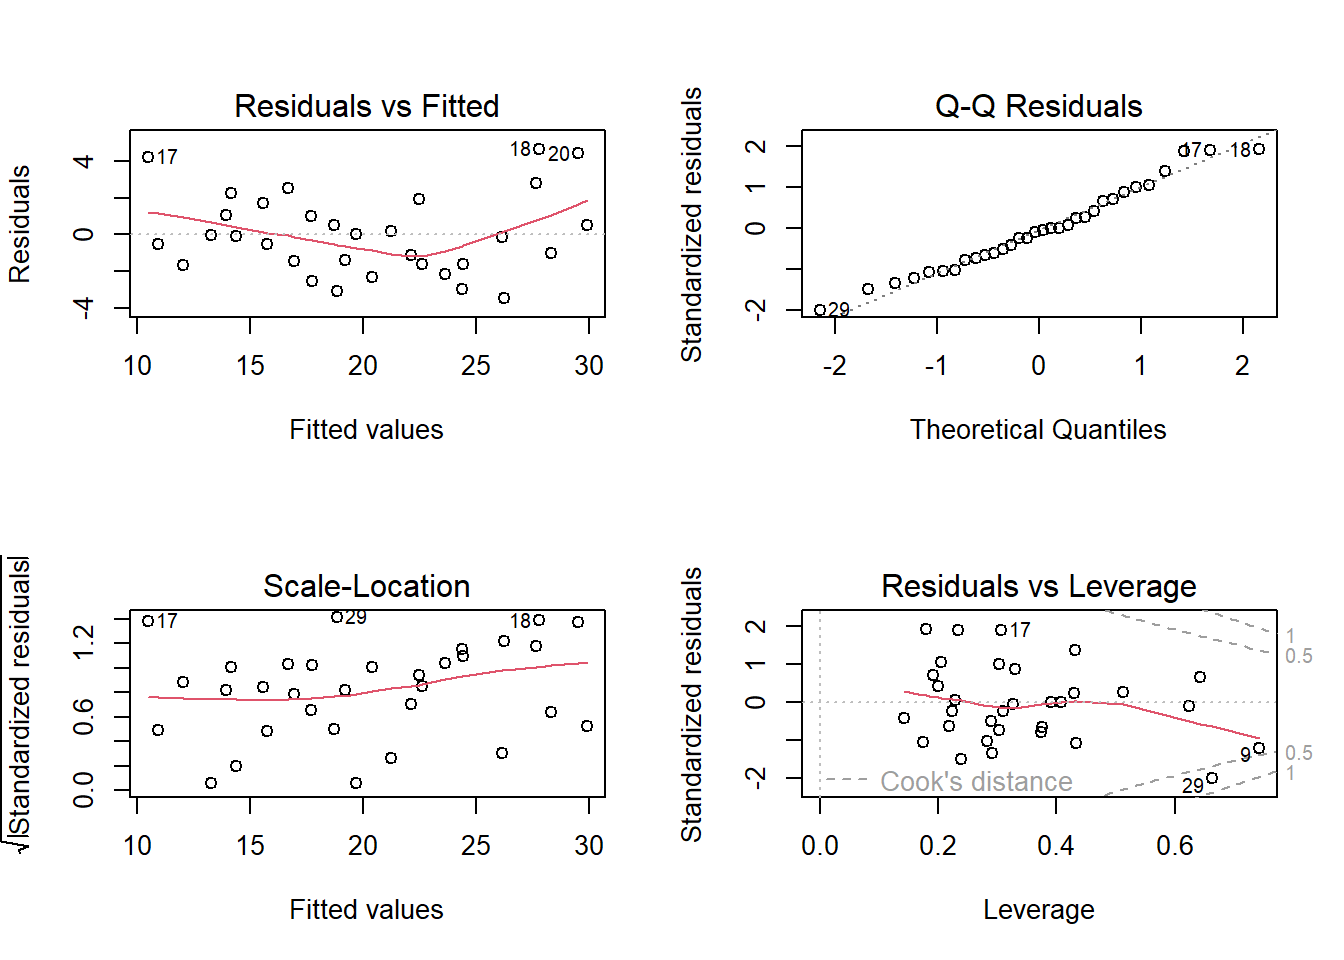 Residuals vs Fitted
Residuals
4
0
-4
17
18
20
10 15 20 25 30
Fitted values
Q-Q Residuals
Standardized residuals
2
1
0
-2
17
18
29
-2 -1 0 1 2
Theoretical Quantiles
Scale-Location
√|Standardized residuals|
1.2
0.6
0.0
17
29
18
10 15 20 25 30
Fitted values
Residuals vs Leverage
Standardized residuals
2
1
0
-2
17
1
0.5
0.5
9
1
29
Cook's distance
0.0 0.2 0.4 0.6
Leverage